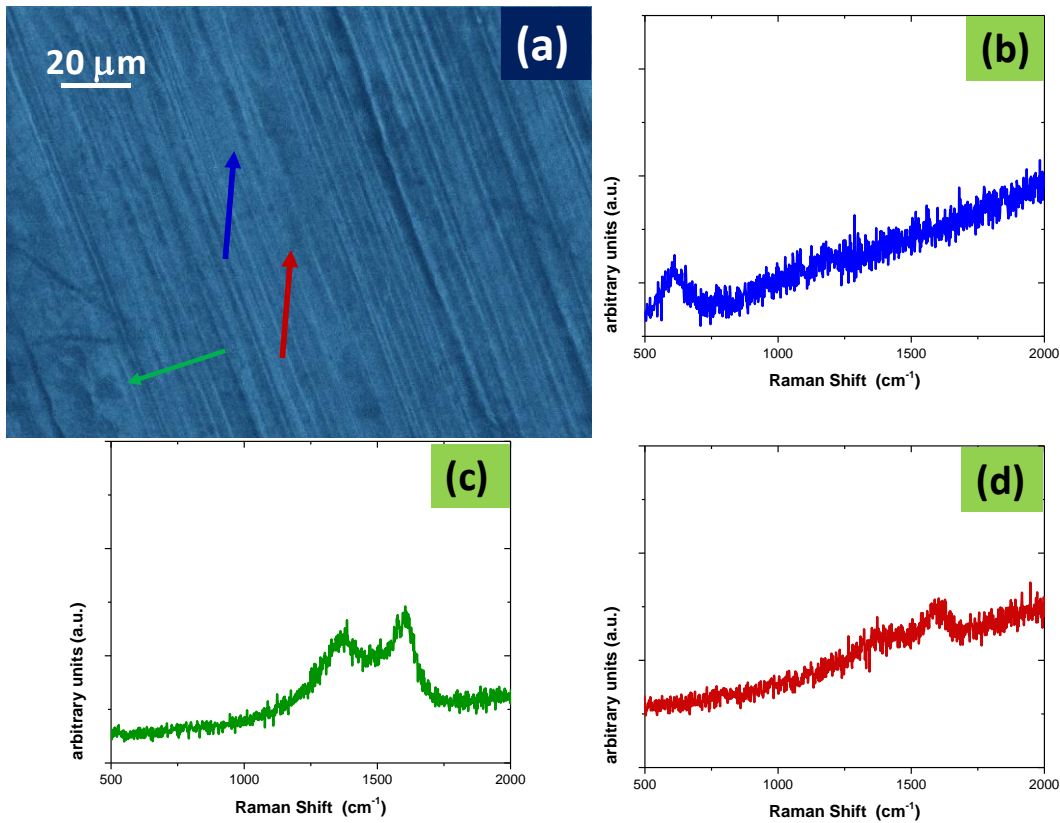 (a)
20 μm
(b)
arbitrary units (a.u.)
500 1000 1500 2000
Raman Shift (cm⁻¹)
(c)
arbitrary units (a.u.)
500 1000 1500 2000
Raman Shift (cm⁻¹)
(d)
arbitrary units (a.u.)
500 1000 1500 2000
Raman Shift (cm⁻¹)